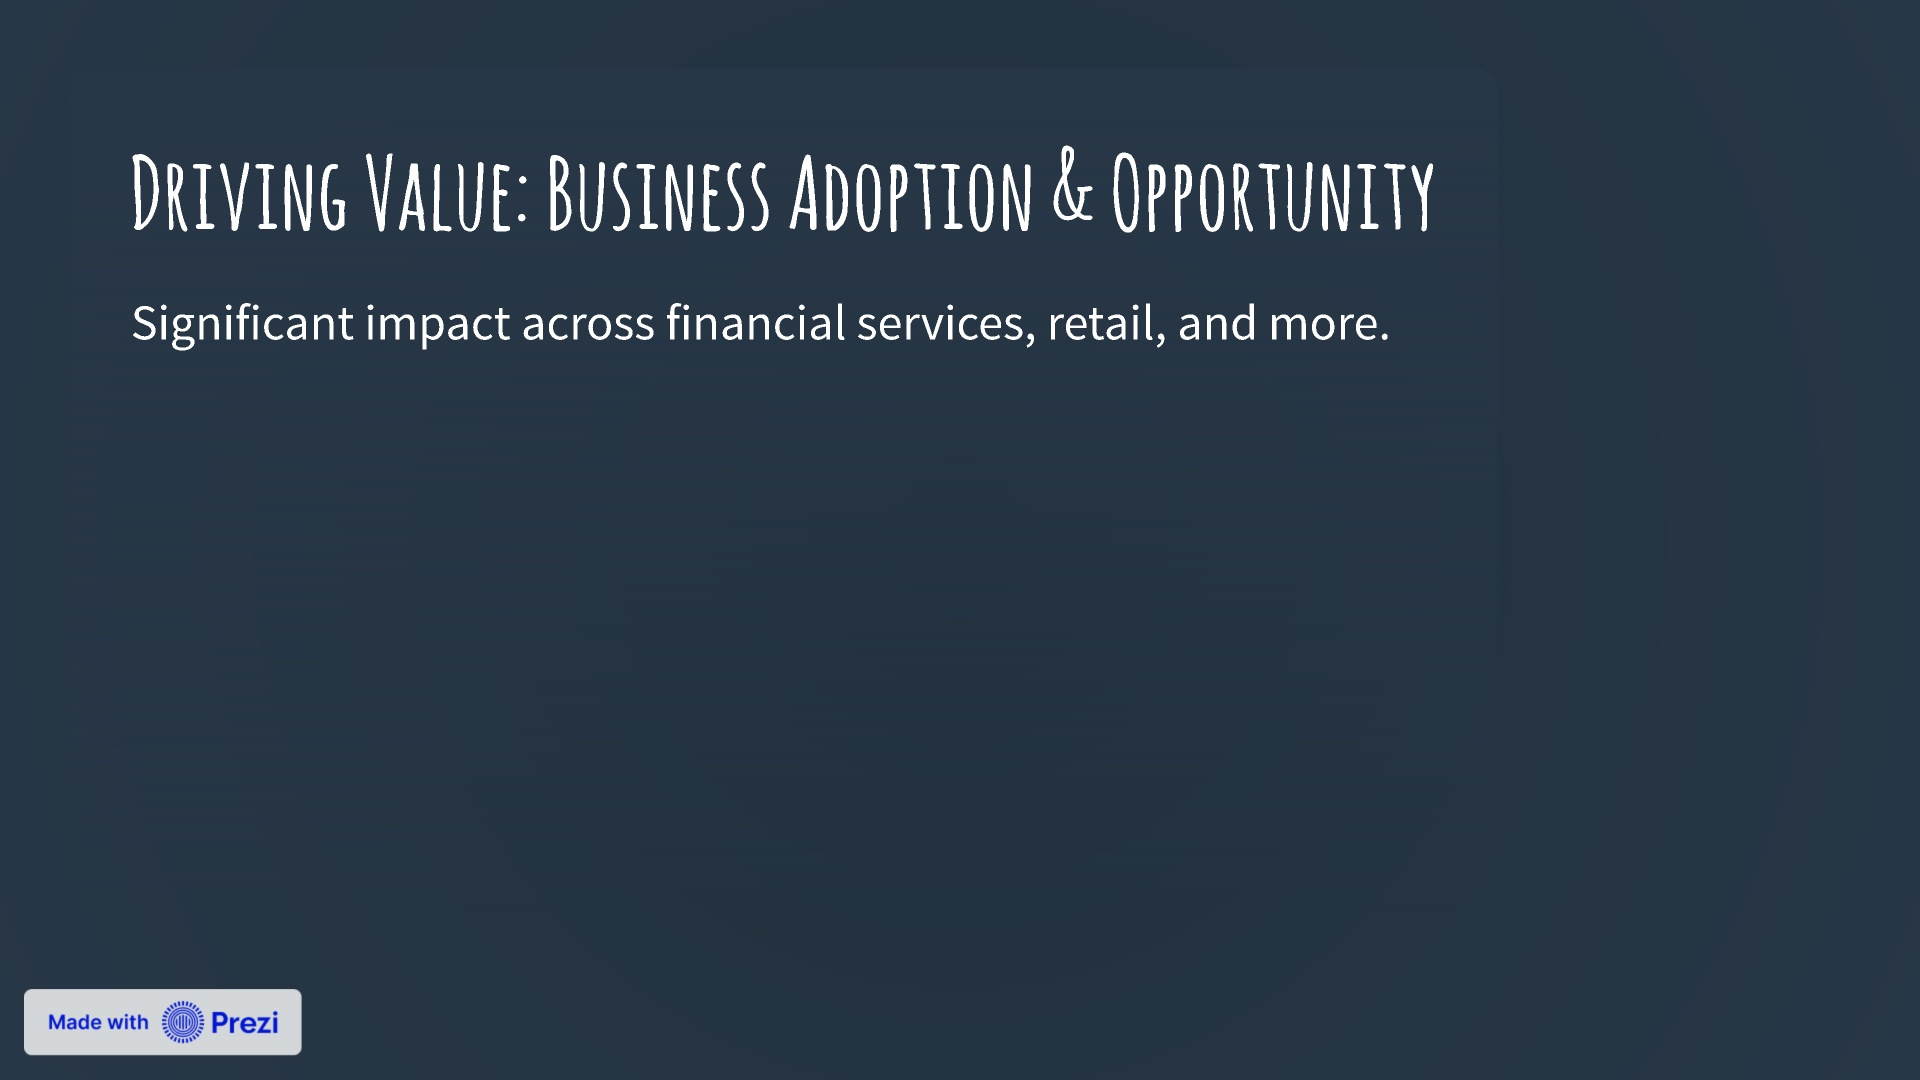 Driving Value: Business Adoption & Opportunity
Significant impact across financial services, retail, and more.
Made with Prezi